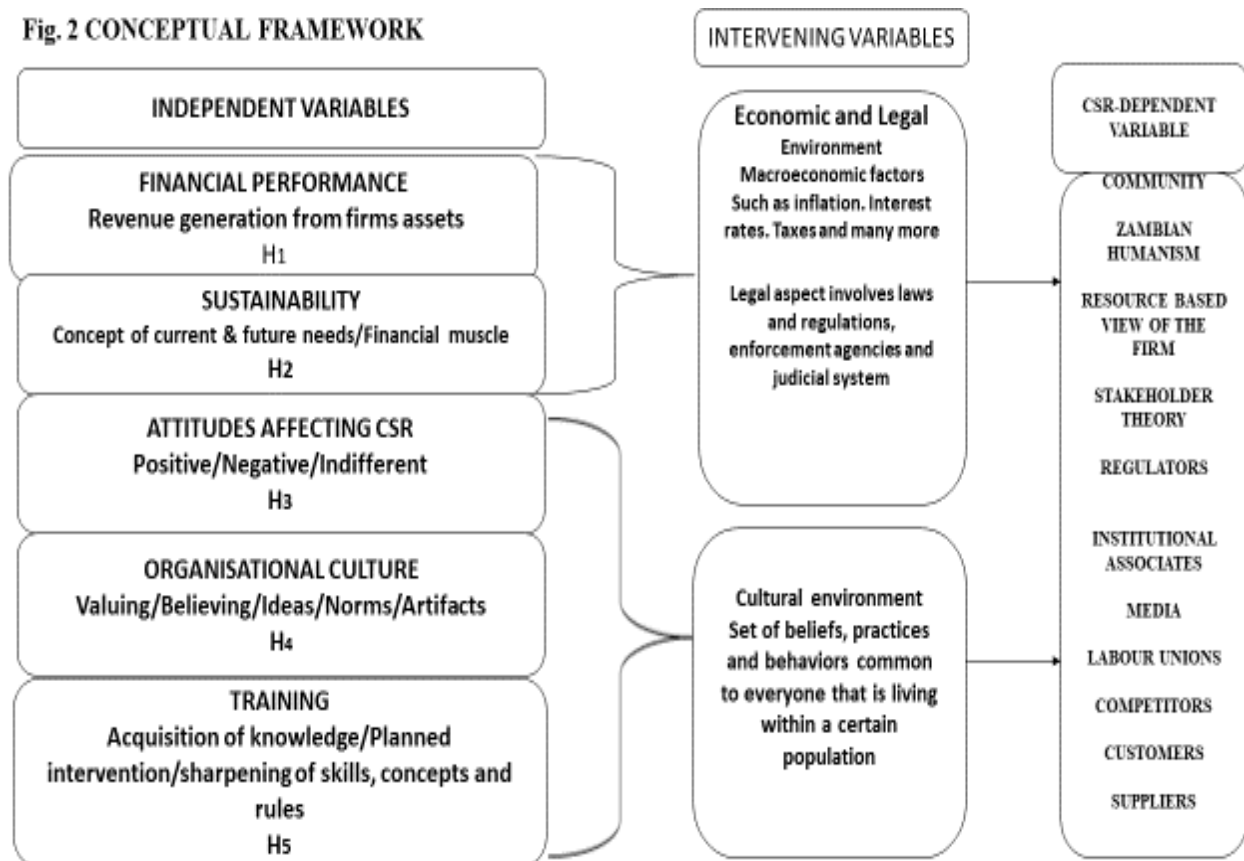 Fig. 2 CONCEPTUAL FRAMEWORK
INDEPENDENT VARIABLES
FINANCIAL PERFORMANCE
Revenue generation from firms assets
H1
SUSTAINABILITY
Concept of current & future needs/Financial muscle
H2
ATTITUDES AFFECTING CSR
Positive/Negative/Indifferent
H3
ORGANISATIONAL CULTURE
Valuing/Believing/Ideas/Norms/Artifacts
H4
TRAINING
Acquisition of knowledge/Planned
intervention/sharpening of skills, concepts and
rules
H5
INTERVENING VARIABLES
Economic and Legal
Environment
Macroeconomic factors
Such as inflation. Interest
rates. Taxes and many more
Legal aspect involves laws
and regulations,
enforcement agencies and
judicial system
Cultural environment
Set of beliefs, practices
and behaviors common
to everyone that is living
within a certain
population
CSR-DEPENDENT
VARIABLE
COMMUNITY
ZAMBIAN
HUMANISM
RESOURCE BASED
VIEW OF THE
FIRM
STAKEHOLDER
THEORY
REGULATORS
INSTITUTIONAL
ASSOCIATES
MEDIA
LABOUR UNIONS
COMPETITORS
CUSTOMERS
SUPPLIERS